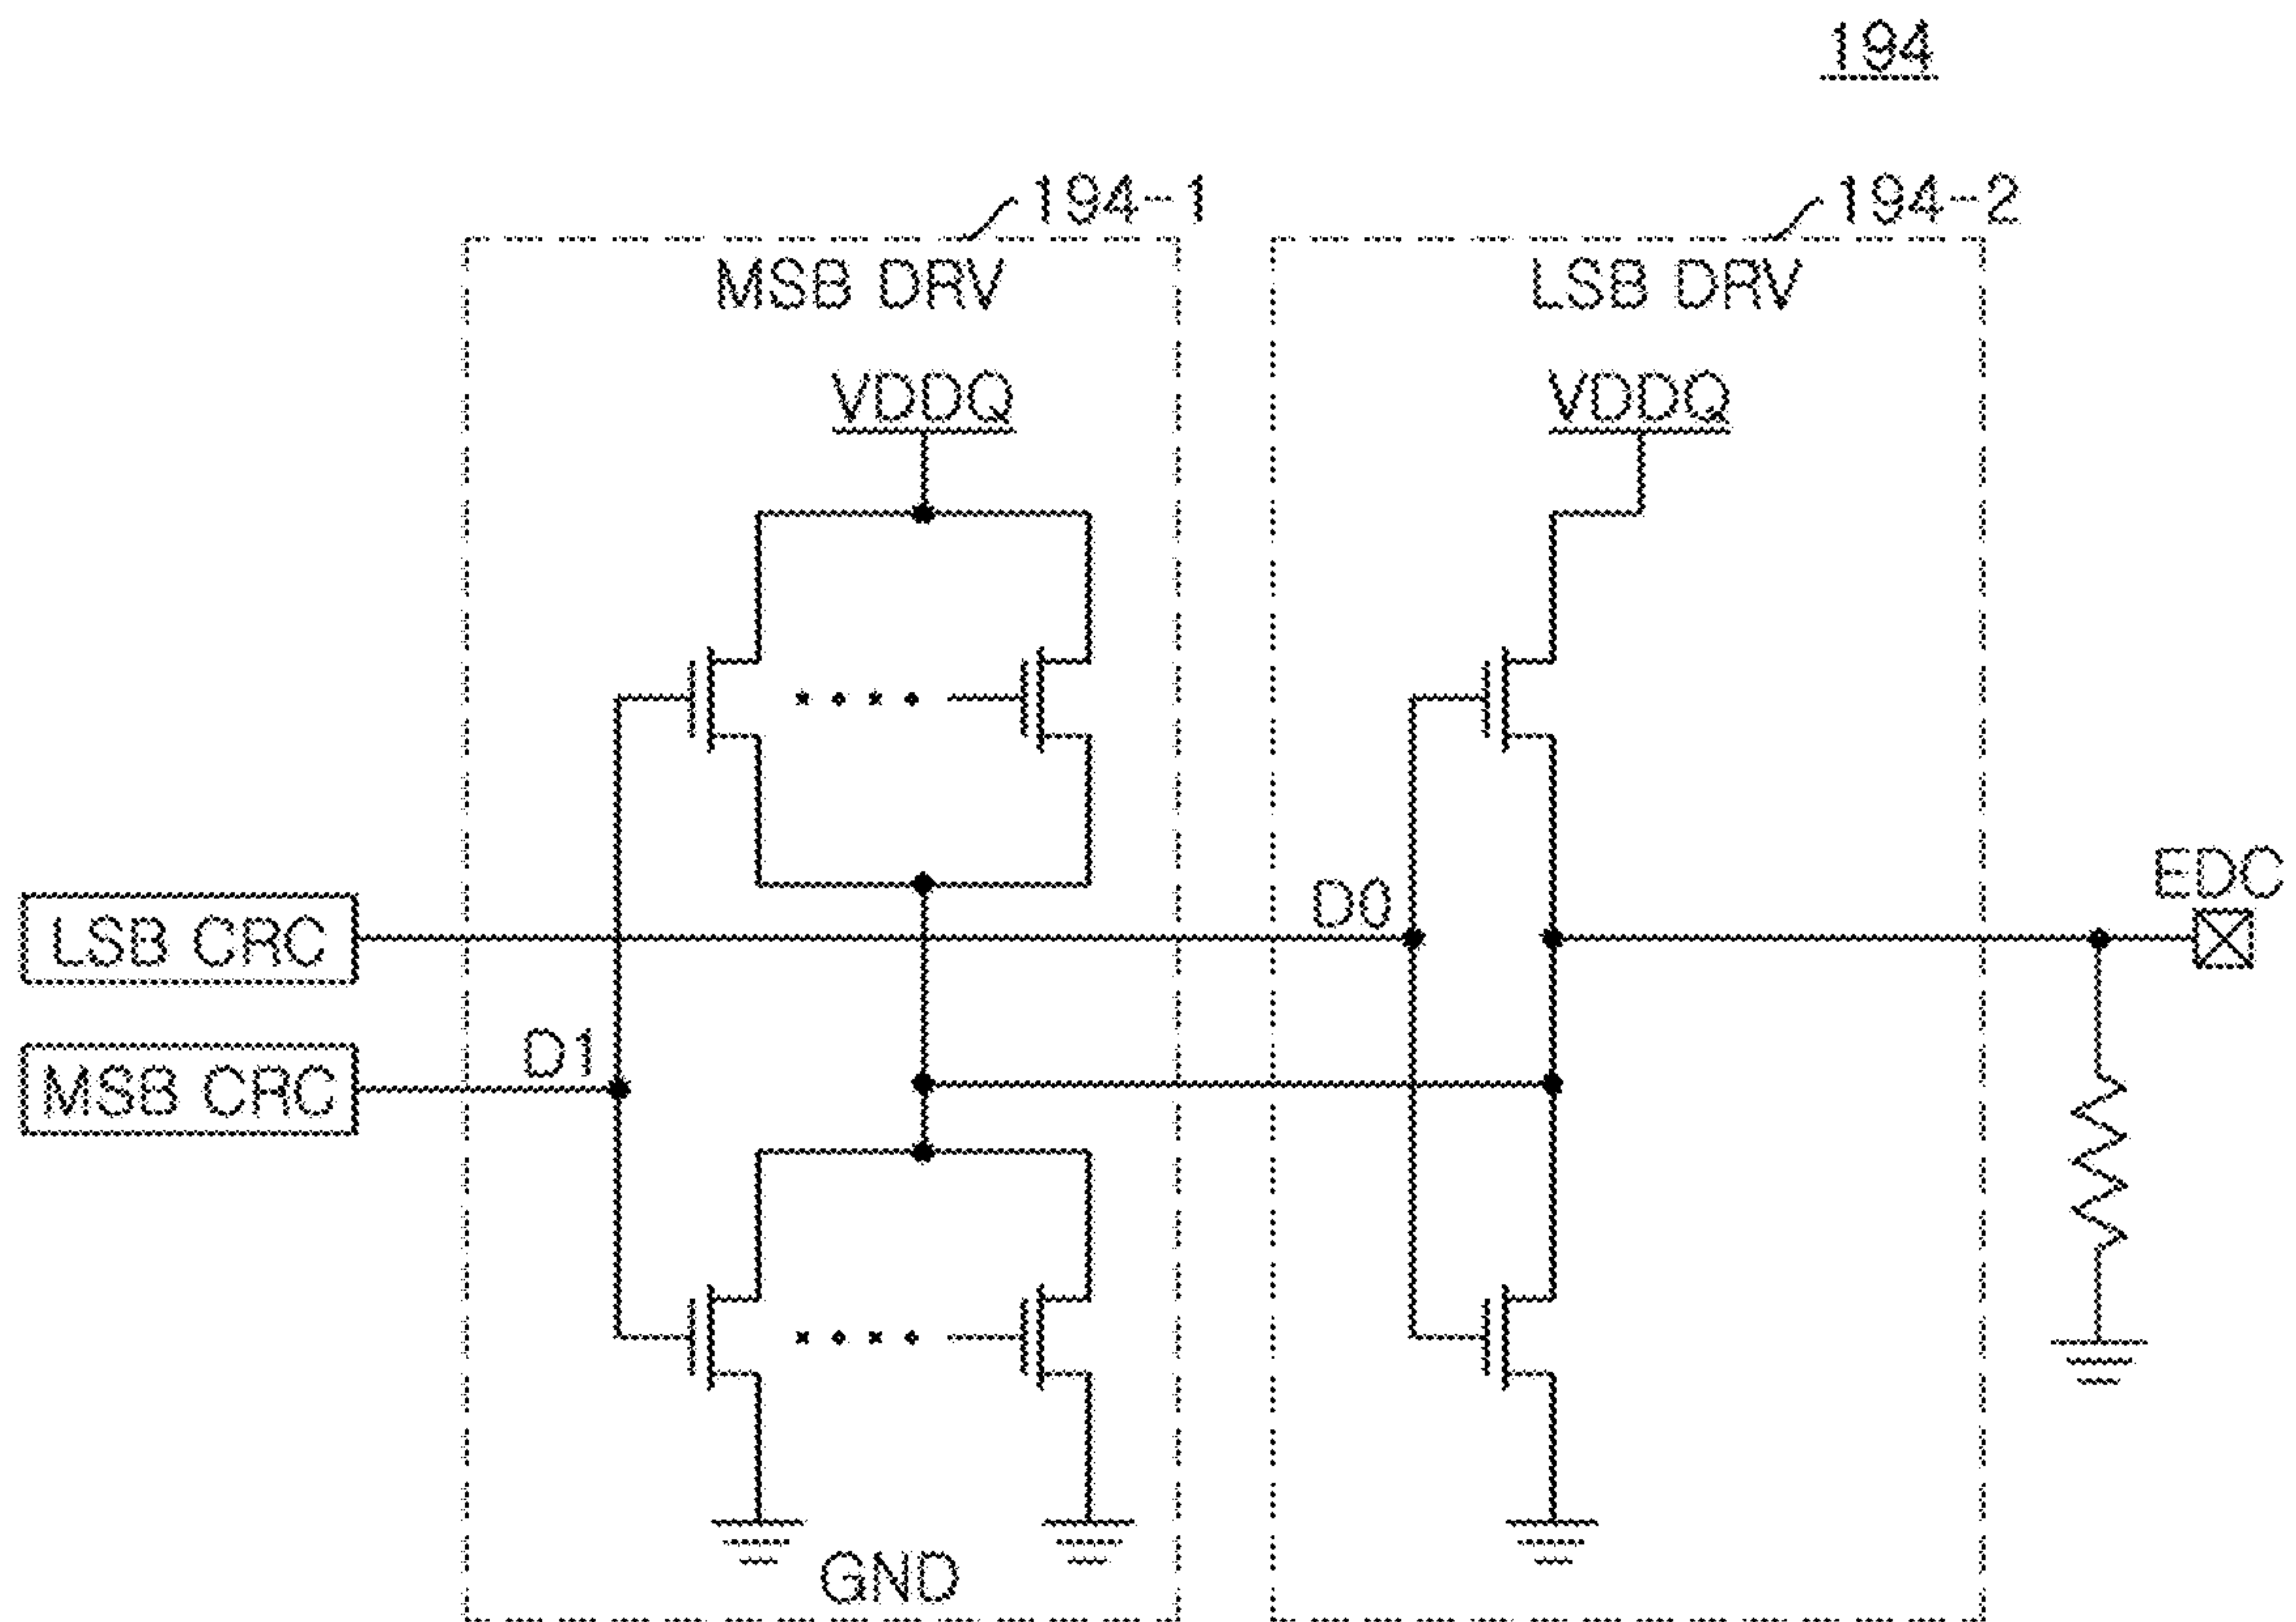 194
194-1
194-2
MSB DRV
LSB DRV
VDDQ
VDDQ
EDC
D0
LSB CRC
D1
MSB CRC
GND